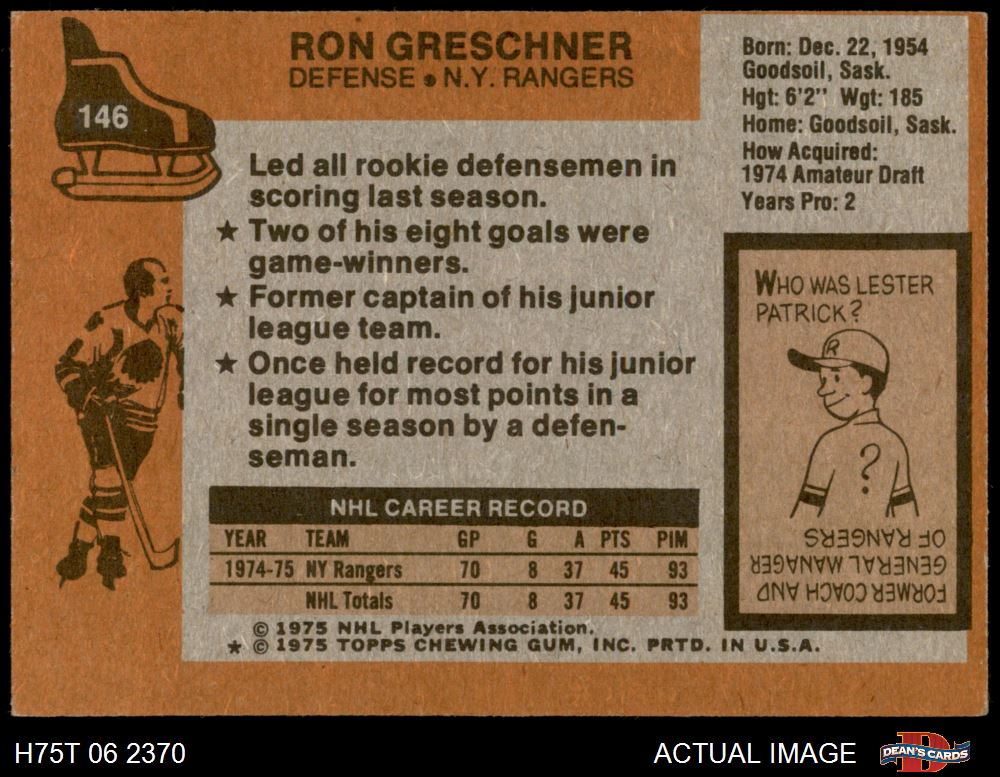 RON GRESCHNER
DEFENSE • N.Y. RANGERS
146
Born: Dec. 22, 1954
Goodsoil, Sask.
Hgt: 6'2" Wgt: 185
Home: Goodsoil, Sask.
How Acquired:
1974 Amateur Draft
Years Pro: 2
Led all rookie defensemen in
scoring last season.
★ Two of his eight goals were
game-winners.
★ Former captain of his junior
league team.
★ Once held record for his junior
league for most points in a
single season by a defen-
seman.
WHO WAS LESTER
PATRICK?
R
?
FORMER COACH AND
GENERAL MANAGER
OF RANGERS
NHL CAREER RECORD
YEAR TEAM GP G A PTS PIM
1974-75 NY Rangers 70 8 37 45 93
NHL Totals 70 8 37 45 93
© 1975 NHL Players Association.
★ © 1975 TOPPS CHEWING GUM, INC. PRTD. IN U.S.A.
H75T 06 2370
ACTUAL IMAGE
D
DEAN'S CARDS